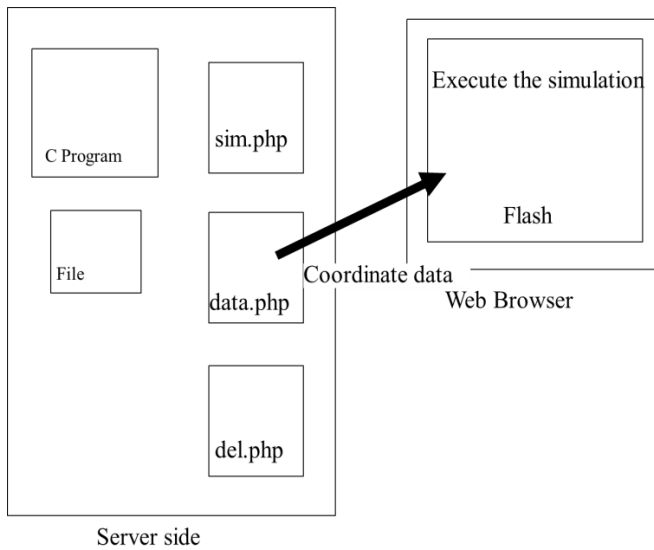 Execute the simulation
sim.php
C Program
Flash
File
Coordinate data
data.php
Web Browser
del.php
Server side